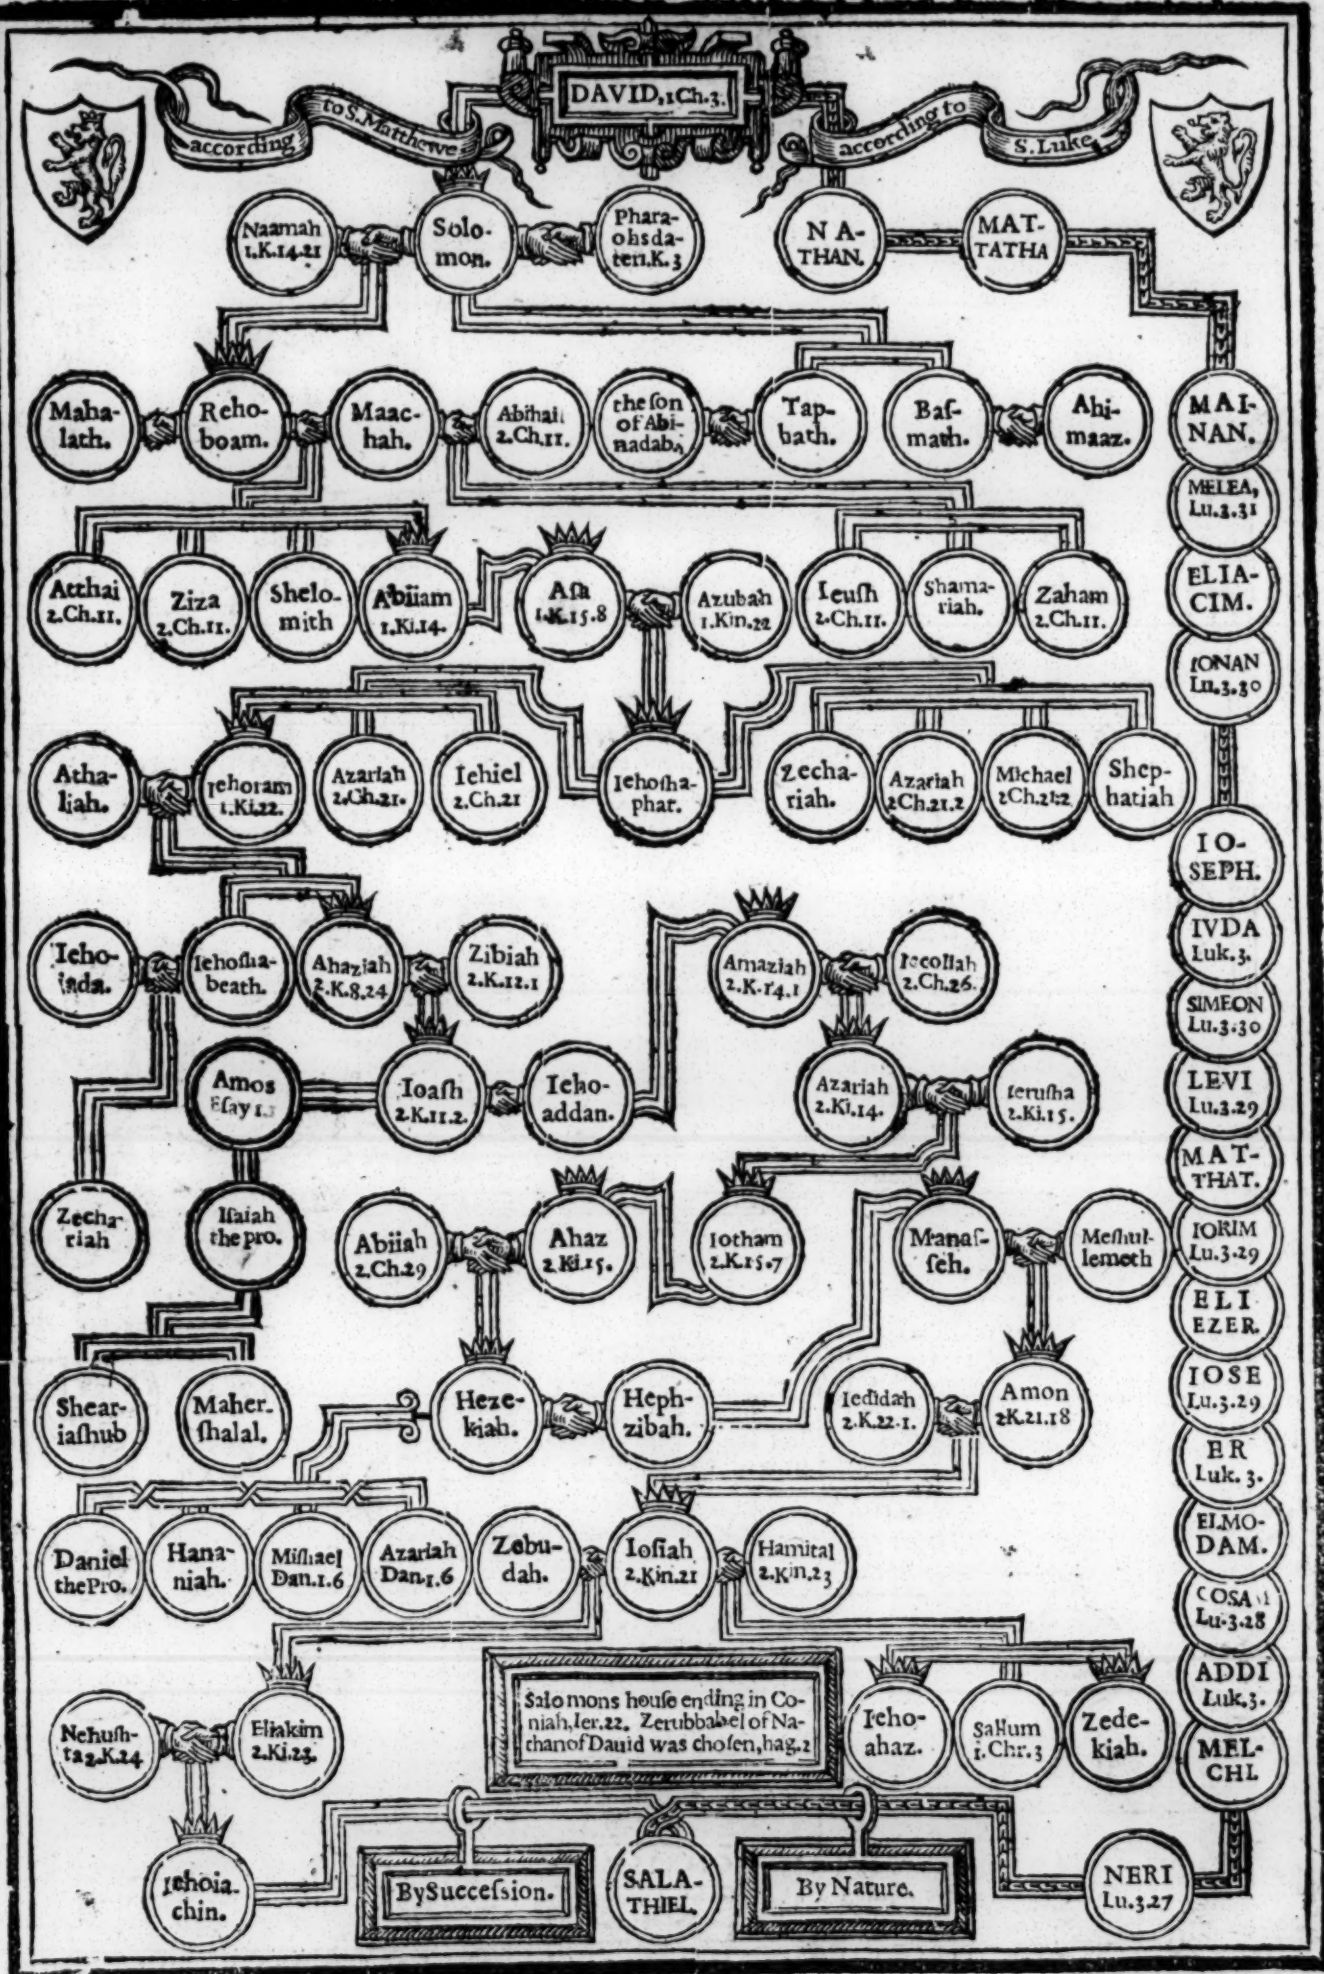 DAVID, 1Ch.3.
according to S. Matthewe
according to S. Luke
Naamah
1.K.14.21
Solo-
mon.
Phara-
ohs da-
ter1.K.3
NA-
THAN.
MAT-
TATHA
Maha-
lath.
Reho-
boam.
Maac-
hah.
Abihail
2.Ch.11.
the ſon
of Abi-
nadab.
Tap-
hath.
Baſ-
math.
Ahi-
maaz.
MAI-
NAN.
MELEA,
Lu.3.31
Atthai
2.Ch.11.
Ziza
2.Ch.11.
Shelo-
mith
Abiiam
1.Ki.14.
Aſa
1.K.15.8
Azubah
1.Kin.22
Ieuſh
2.Ch.11.
Shama-
riah.
Zaham
2.Ch.11.
ELIA-
CIM.
IONAN
Lu.3.30
Atha-
liah.
Iehoram
1.Ki.22.
Azariah
2.Ch.21.
Iehiel
2.Ch.21
Iehoſha-
phat.
Zecha-
riah.
Azariah
2Ch.21.2
Michael
2Ch.21.2
Shep-
hatiah
IO-
SEPH.
Ieho-
iada.
Iehoſha-
beath.
Ahaziah
2.K.8.24
Zibiah
2.K.12.1
Amaziah
2.K.14.1
Iecoliah
2.Ch.26.
IVDA
Luk.3.
SIMEON
Lu.3.30
Amos
Eſay 1.
Ioaſh
2.K.11.2.
Ieho-
addan.
Azariah
2.Ki.14.
Ieruſha
2.Ki.15.
LEVI
Lu.3.29
MAT-
THAT.
Zecha-
riah
Iſaiah
the pro.
Abiiah
2.Ch.29
Ahaz
2.Ki.15.
Iotham
2.K.15.7
Manaſ-
ſeh.
Meſhul-
lemeth
IORIM
Lu.3.29
ELI
EZER.
Shear-
iaſhub
Maher-
ſhalal.
Heze-
kiah.
Heph-
zibah.
Iedidah
2.K.22.1.
Amon
2K.21.18
IOSE
Lu.3.29
ER
Luk.3.
Daniel
the Pro.
Hana-
niah.
Miſhael
Dan.1.6
Azariah
Dan.1.6
Zebu-
dah.
Ioſiah
2.Kin.21
Hamital
2.Kin.23
ELMO-
DAM.
COSAM
Lu.3.28
Nehuſh-
ta 2.K.24
Eliakim
2.Ki.23.
Salomons houſe ending in Co-
niah, Ier.22. Zerubbabel of Na-
than of Dauid was choſen, hag.2
Ieho-
ahaz.
Sallum
1.Chr.3
Zede-
kiah.
ADDI
Luk.3.
MEL-
CHI.
Iehoia-
chin.
By Succeſsion.
SALA-
THIEL.
By Nature.
NERI
Lu.3.27